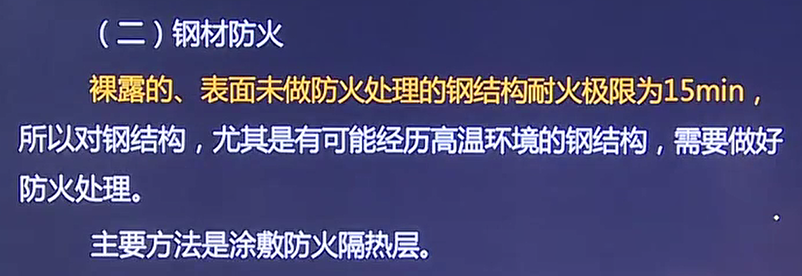 （二）钢材防火
裸露的、表面未做防火处理的钢结构耐火极限为15min，
所以对钢结构，尤其是有可能经历高温环境的钢结构，需要做好
防火处理。
主要方法是涂敷防火隔热层。